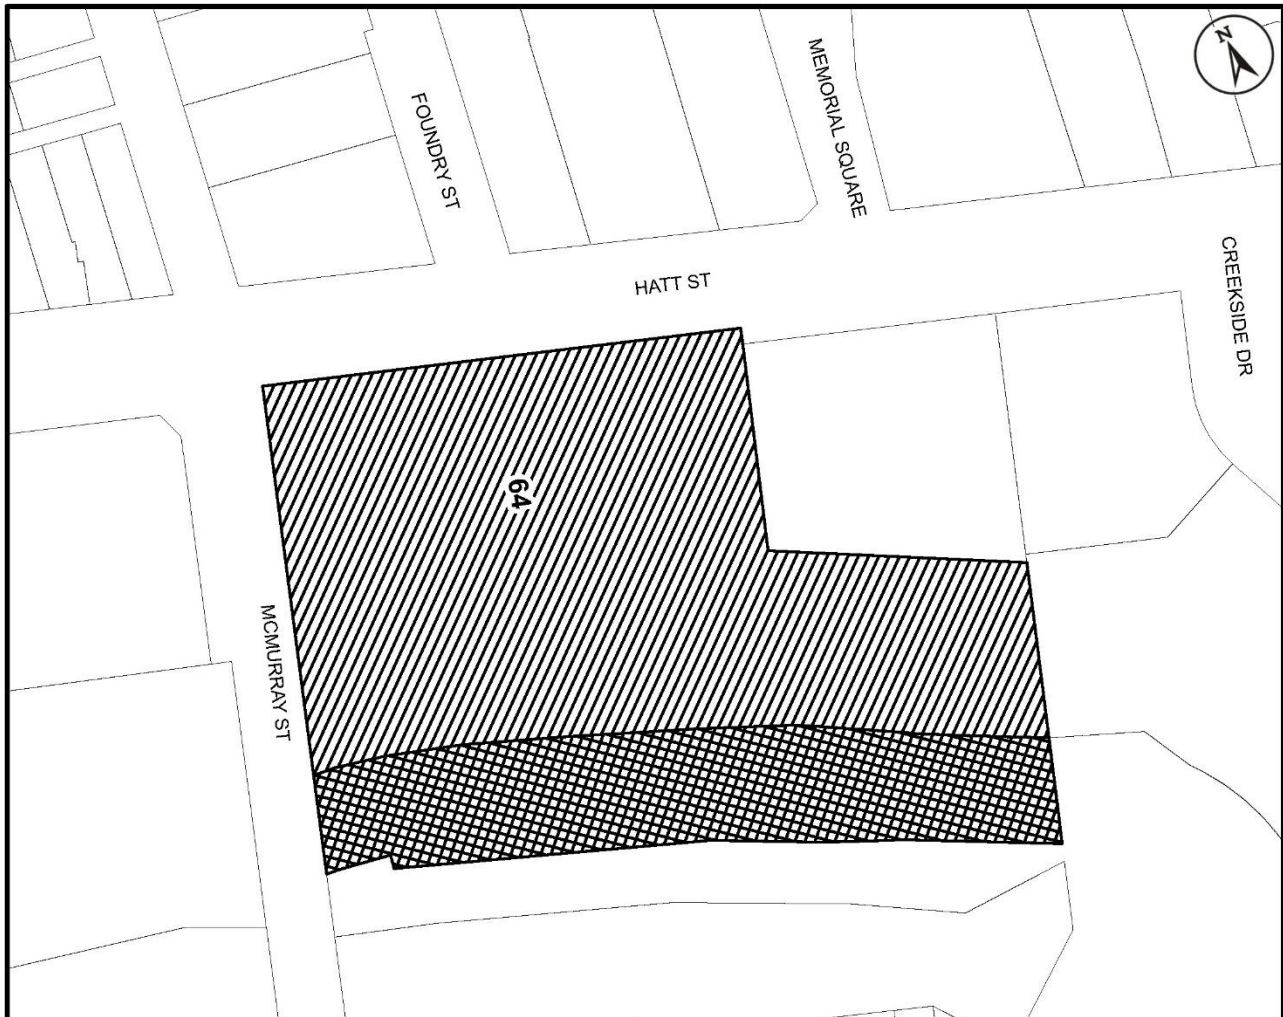 N
MEMORIAL SQUARE
FOUNDRY ST
HATT ST
CREEKSIDE DR
64
MCMURRAY ST